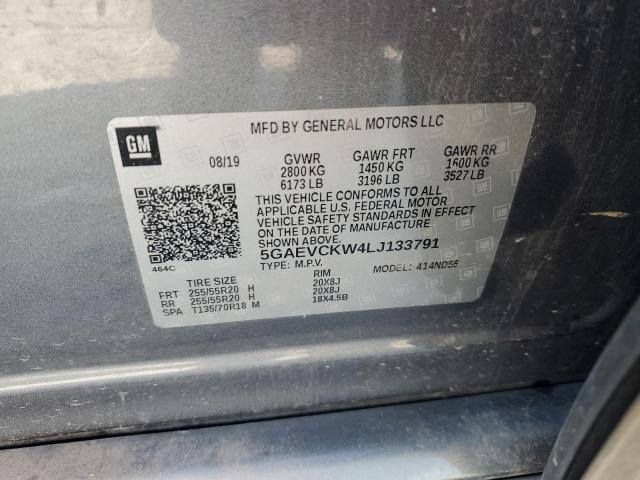 MFD BY GENERAL MOTORS LLC
GM
08/19 GVWR GAWR FRT GAWR RR
2800 KG 1450 KG 1600 KG
6173 LB 3196 LB 3527 LB
THIS VEHICLE CONFORMS TO ALL
APPLICABLE U.S. FEDERAL MOTOR
VEHICLE SAFETY STANDARDS IN EFFECT
ON THE DATE OF MANUFACTURE
SHOWN ABOVE.
5GAEVCKW4LJ133791
464C
TYPE: M.P.V. MODEL: 414ND56
TIRE SIZE RIM
FRT 255/55R20 H 20X8J
RR 255/55R20 H 20X8J
SPA T135/70R18 M 18X4.5B